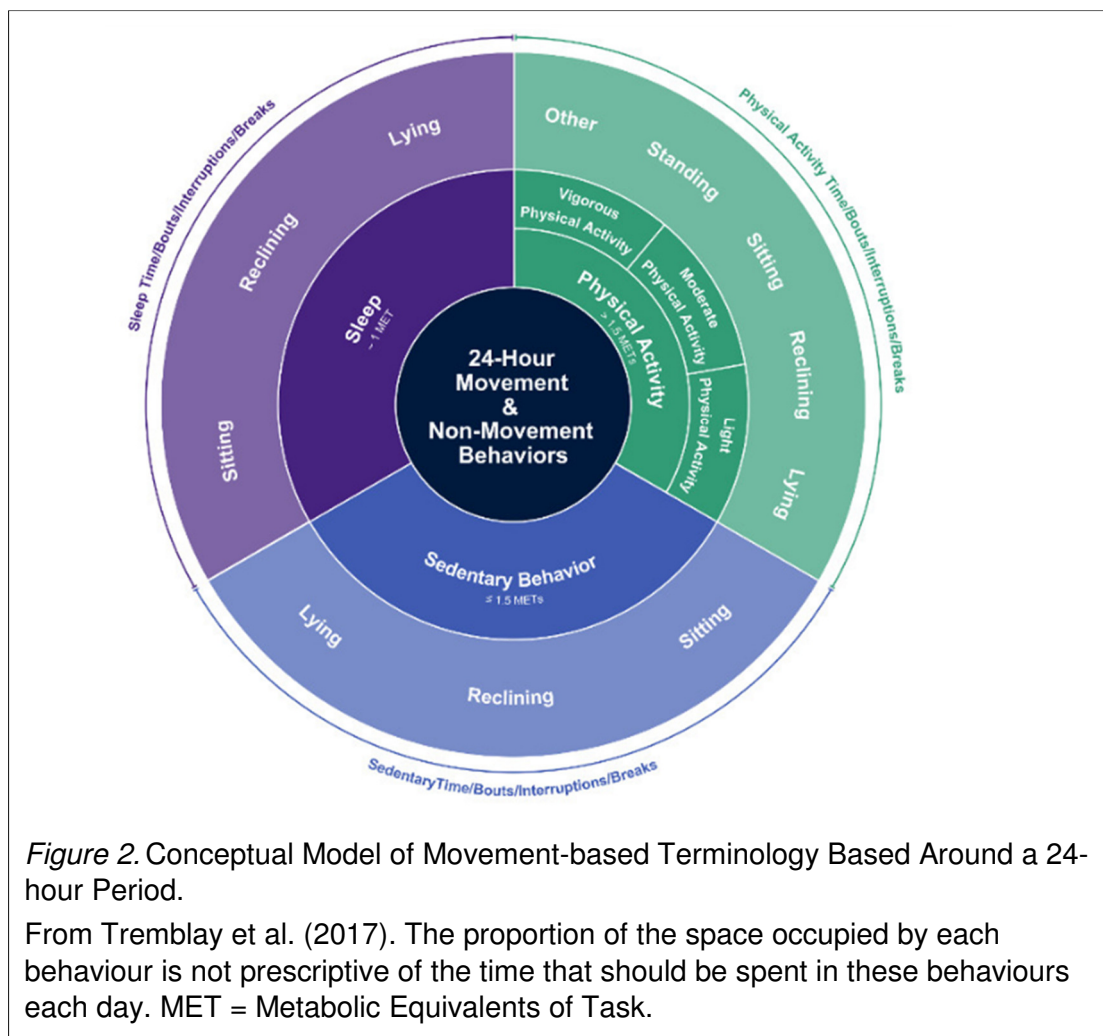 Sleep Time/Bouts/Interruptions/Breaks
Physical Activity Time/Bouts/Interruptions/Breaks
Lying
Reclining
Sitting
Other
Standing
Sitting
Reclining
Lying
Vigorous
Physical Activity
Moderate
Physical Activity
Light
Physical Activity
Sleep
~ 1 MET
Physical Activity
> 1.5 METs
24-Hour
Movement
&
Non-Movement
Behaviors
Sedentary Behavior
≤ 1.5 METs
Lying
Reclining
Sitting
SedentaryTime/Bouts/Interruptions/Breaks
Figure 2. Conceptual Model of Movement-based Terminology Based Around a 24-
hour Period.
From Tremblay et al. (2017). The proportion of the space occupied by each
behaviour is not prescriptive of the time that should be spent in these behaviours
each day. MET = Metabolic Equivalents of Task.